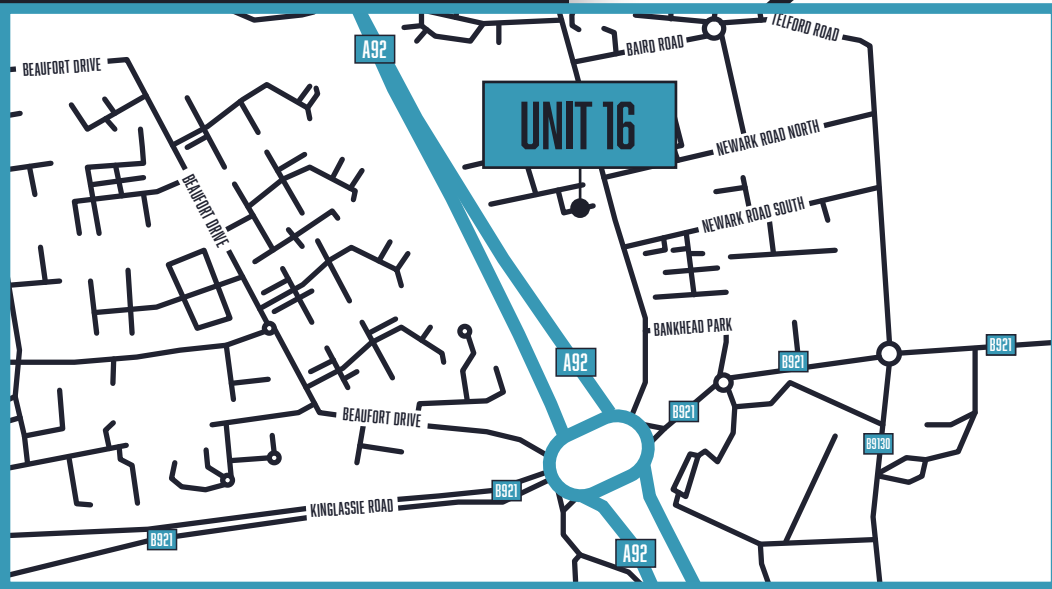 TELFORD ROAD
A92
BAIRD ROAD
BEAUFORT DRIVE
UNIT 16
NEWARK ROAD NORTH
BEAUFORT DRIVE
NEWARK ROAD SOUTH
BANKHEAD PARK
B921
A92
B921
B921
BEAUFORT DRIVE
B9130
B921
KINGLASSIE ROAD
B921
A92